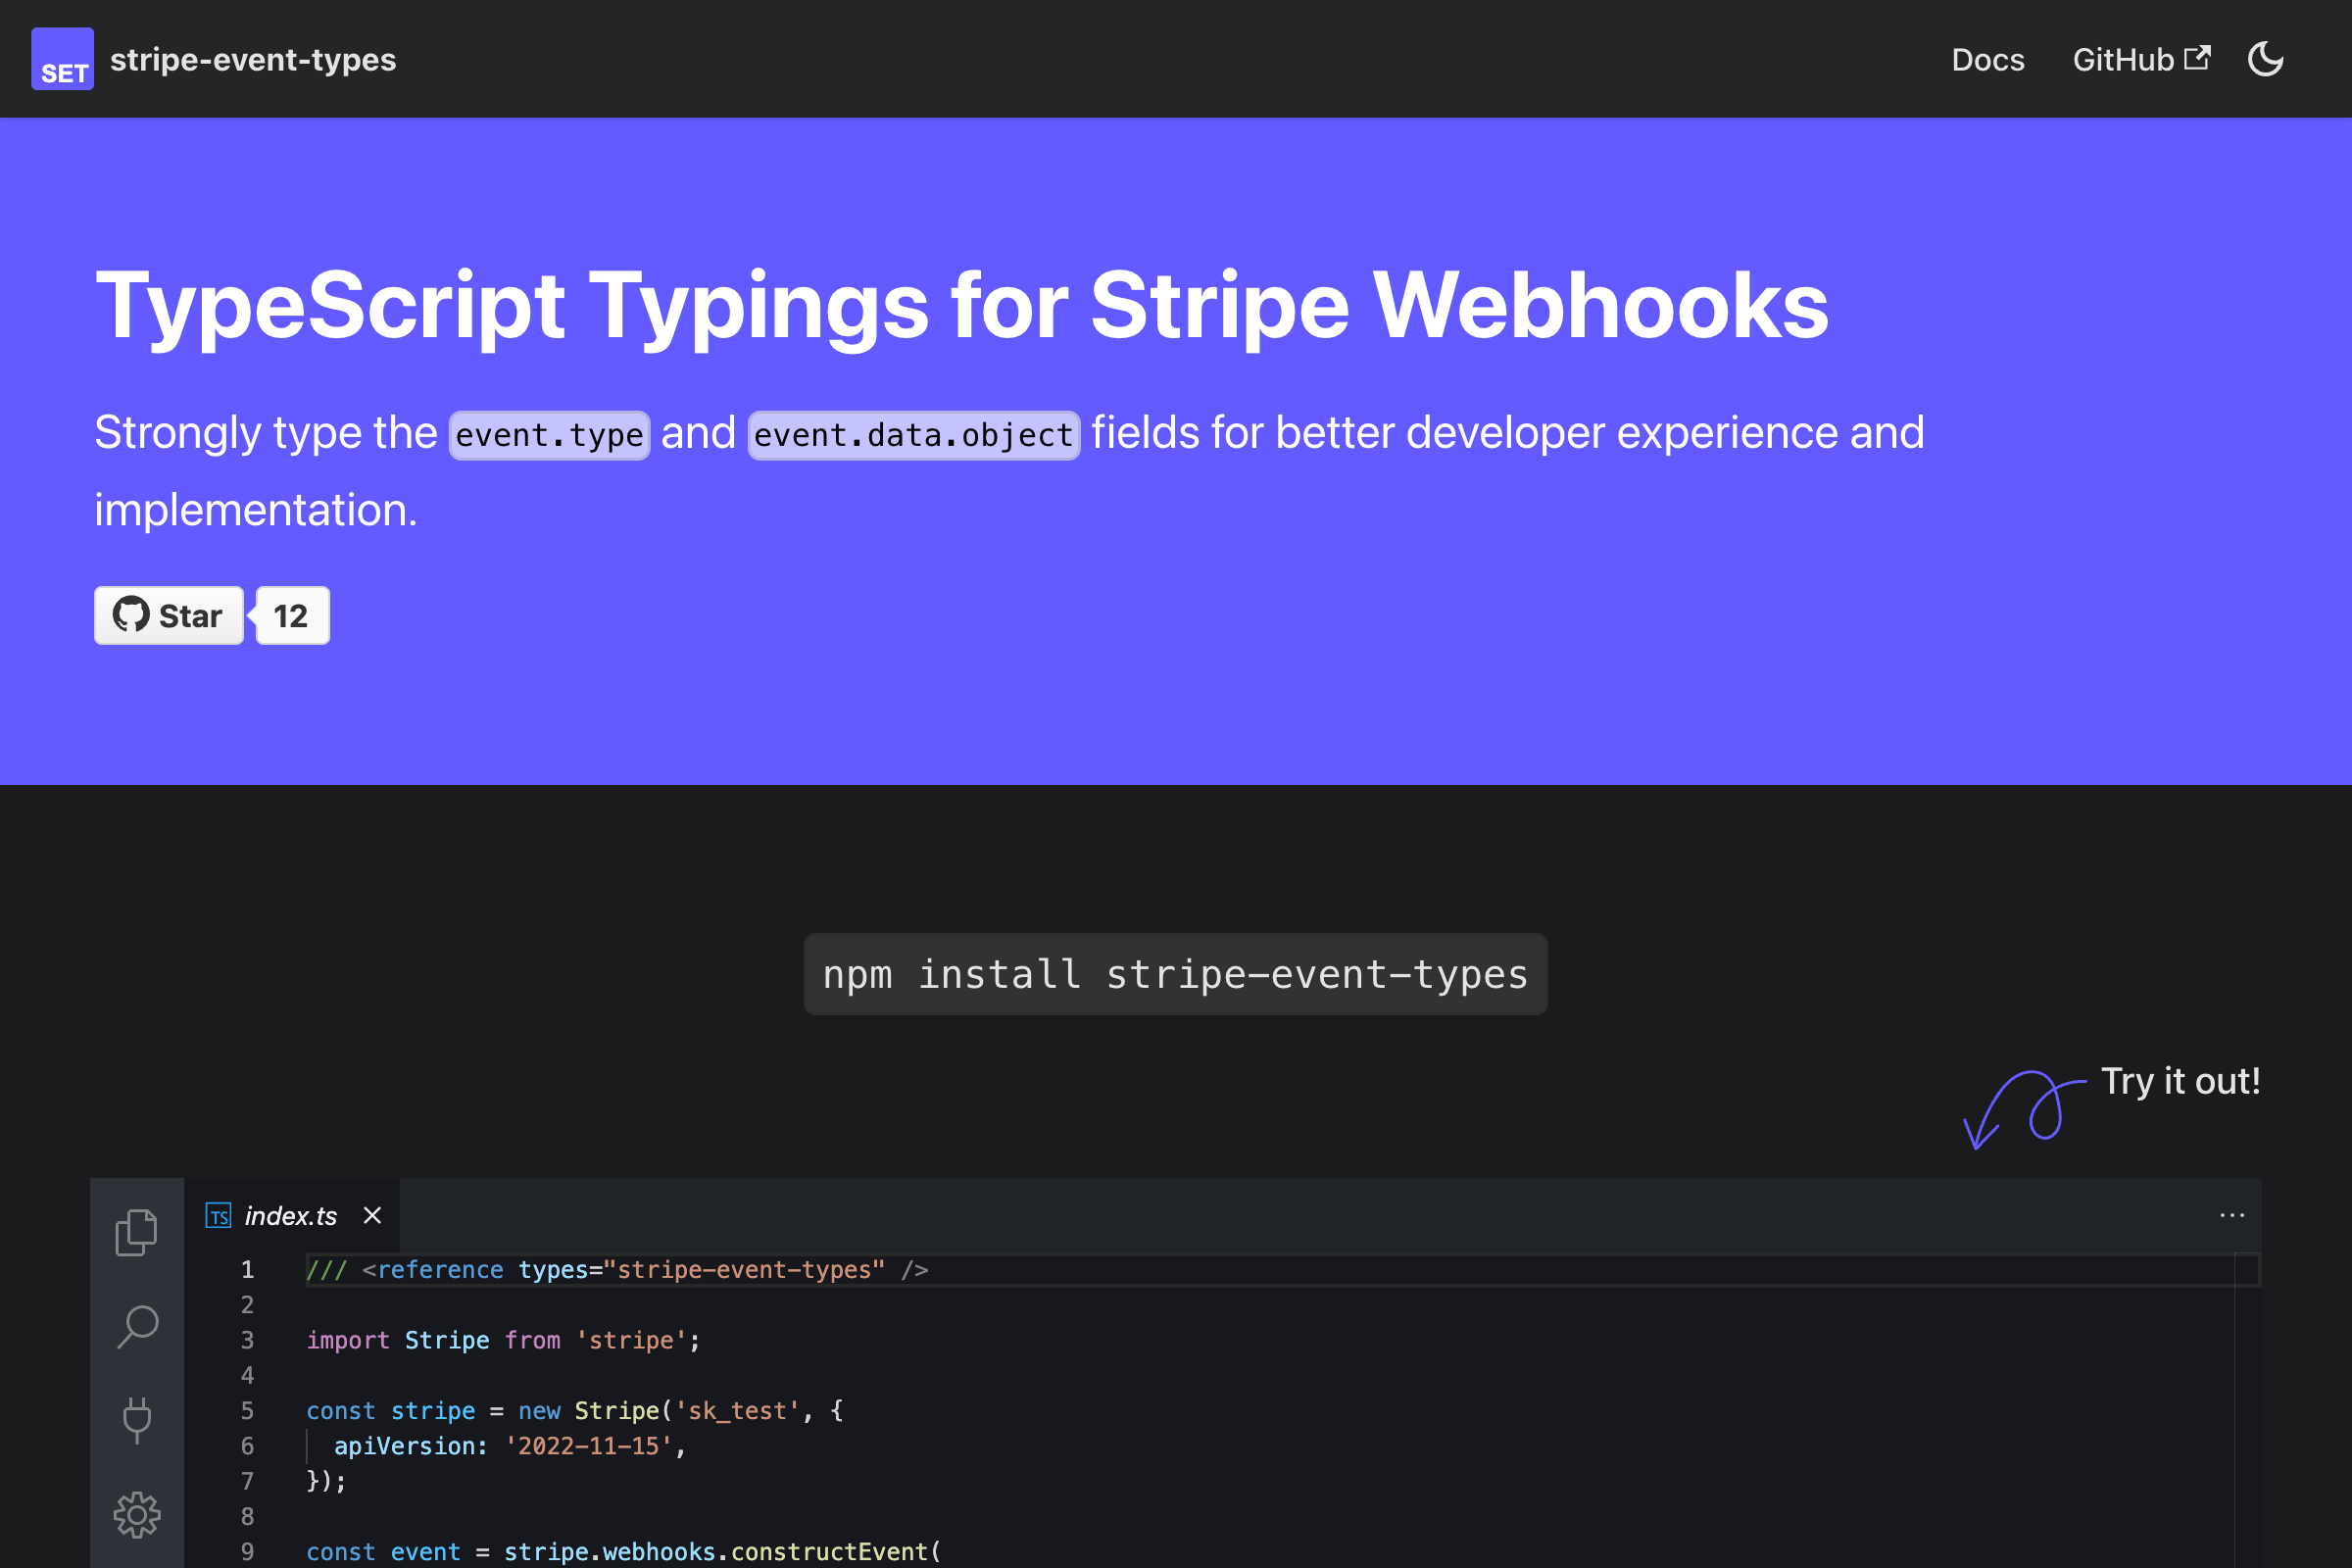 SET stripe-event-types Docs GitHub
TypeScript Typings for Stripe Webhooks
Strongly type the event.type and event.data.object fields for better developer experience and
implementation.
Star 12
npm install stripe-event-types
Try it out!
TS index.ts
1 /// <reference types="stripe-event-types" />
2
3 import Stripe from 'stripe';
4
5 const stripe = new Stripe('sk_test', {
6 apiVersion: '2022-11-15',
7 });
8
9 const event = stripe.webhooks.constructEvent(